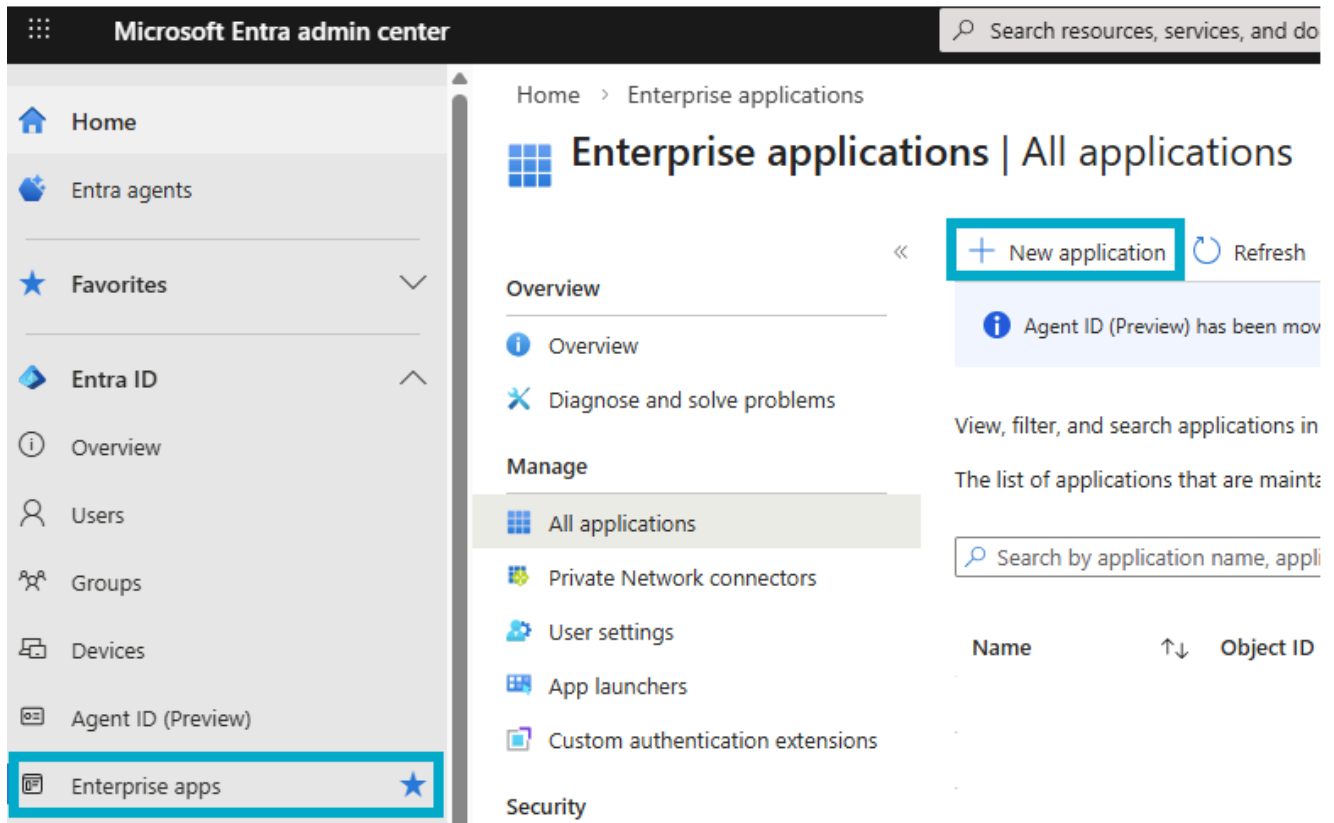 Microsoft Entra admin center
Search resources, services, and do
Home
Entra agents
Favorites
Entra ID
Overview
Users
Groups
Devices
Agent ID (Preview)
Enterprise apps
Home > Enterprise applications
Enterprise applications | All applications
«
Overview
Overview
Diagnose and solve problems
Manage
All applications
Private Network connectors
User settings
App launchers
Custom authentication extensions
Security
+ New application Refresh
Agent ID (Preview) has been mov
View, filter, and search applications in
The list of applications that are mainta
Search by application name, appli
Name ↑↓ Object ID